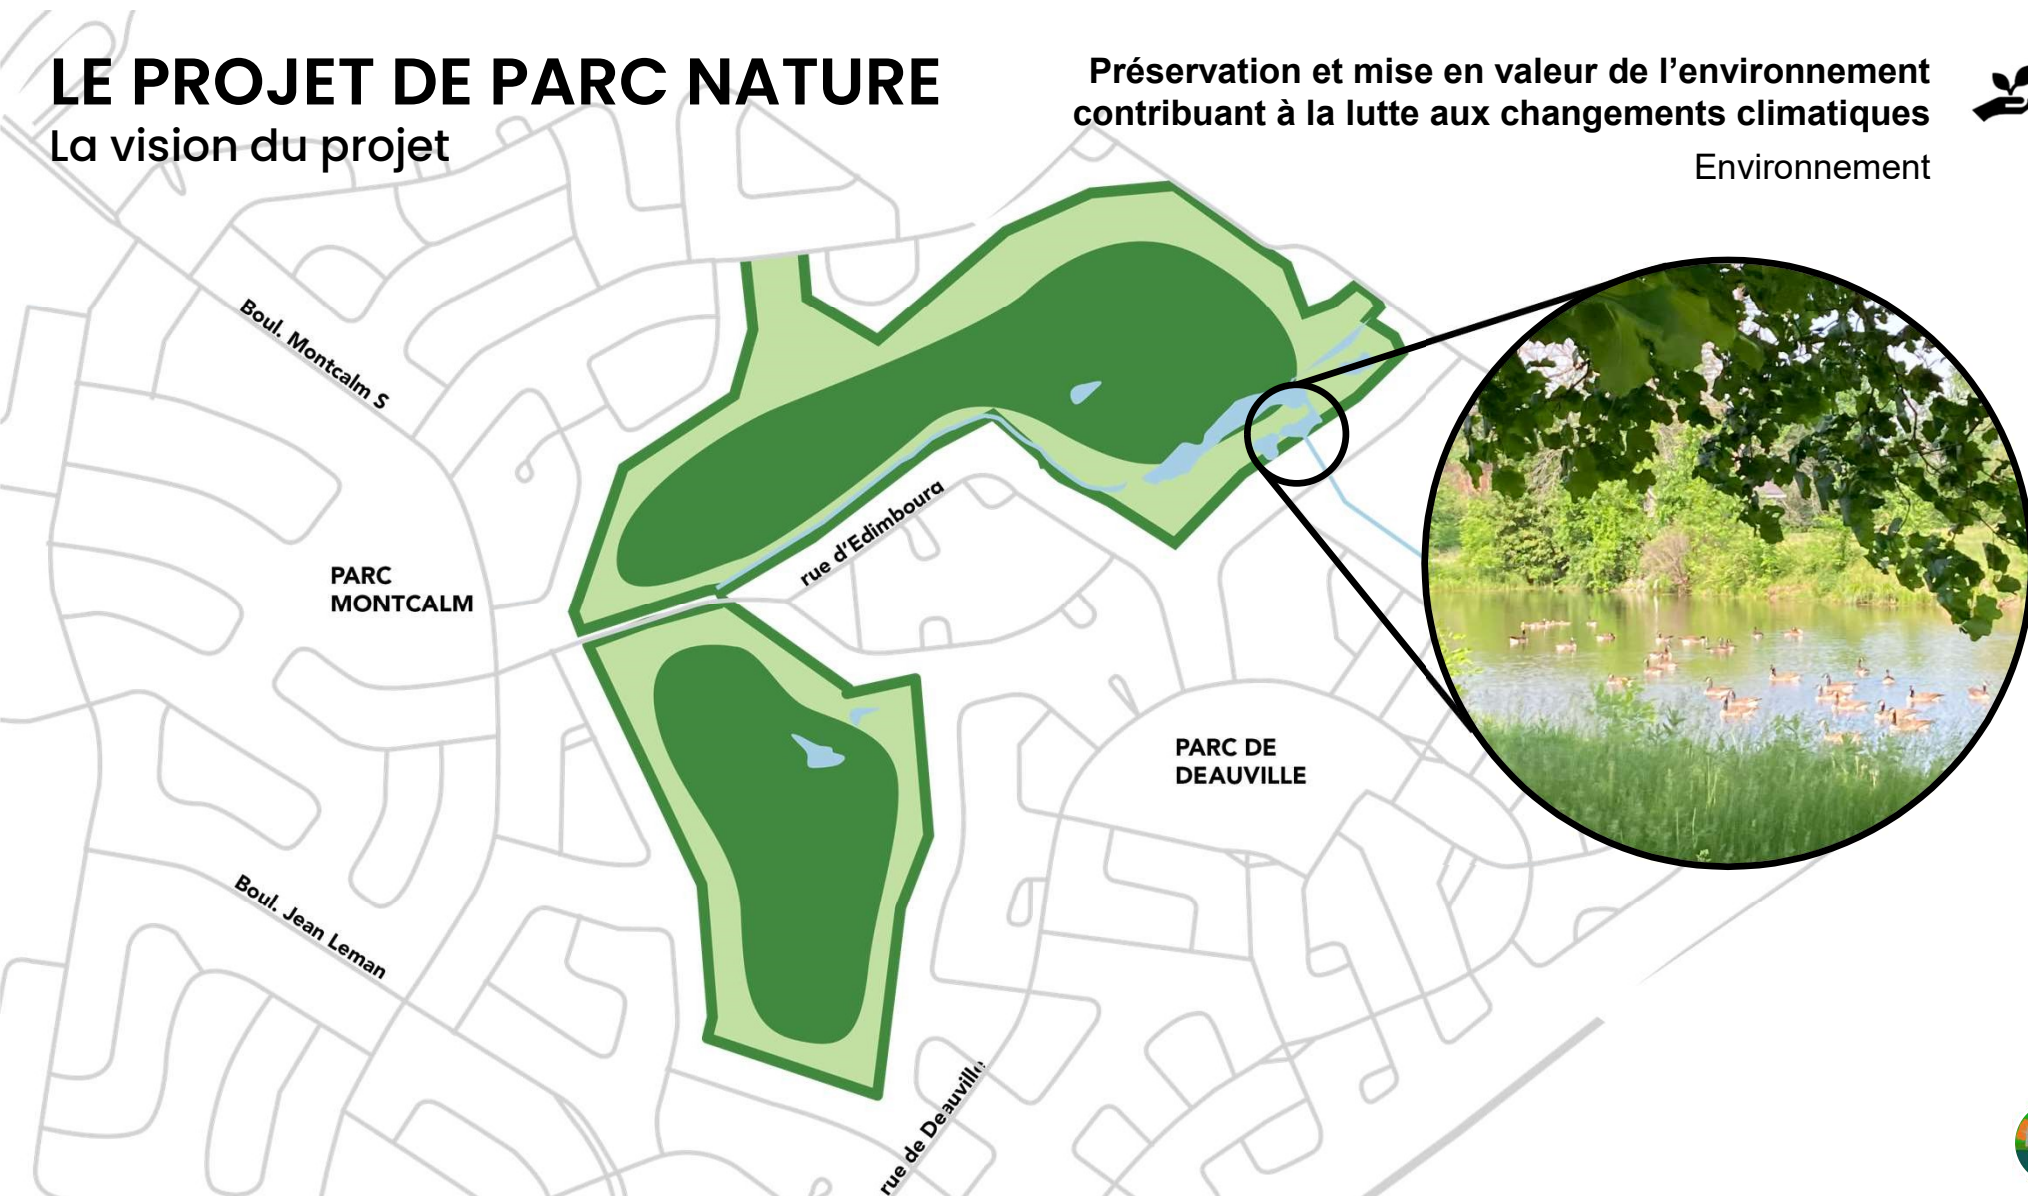 LE PROJET DE PARC NATURE
La vision du projet
Préservation et mise en valeur de l’environnement
contribuant à la lutte aux changements climatiques
Environnement
Boul. Montcalm S
rue d’Edimbourg
PARC
MONTCALM
PARC DE
DEAUVILLE
Boul. Jean Leman
rue de Deauville